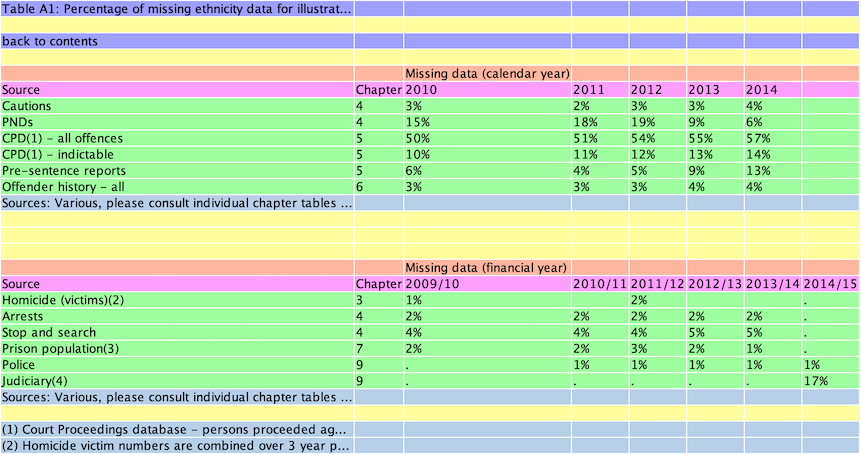 Table A1: Percentage of missing ethnicity data for illustrat...
back to contents
Missing data (calendar year)
Source Chapter 2010 2011 2012 2013 2014
Cautions 4 3% 2% 3% 3% 4%
PNDs 4 15% 18% 19% 9% 6%
CPD(1) - all offences 5 50% 51% 54% 55% 57%
CPD(1) - indictable 5 10% 11% 12% 13% 14%
Pre-sentence reports 5 6% 4% 5% 9% 13%
Offender history - all 6 3% 3% 3% 4% 4%
Sources: Various, please consult individual chapter tables ...
Missing data (financial year)
Source Chapter 2009/10 2010/11 2011/12 2012/13 2013/14 2014/15
Homicide (victims)(2) 3 1% 2% .
Arrests 4 2% 2% 2% 2% 2% .
Stop and search 4 4% 4% 4% 5% 5% .
Prison population(3) 7 2% 2% 3% 2% 1% .
Police 9 . 1% 1% 1% 1% 1%
Judiciary(4) 9 . . . . . 17%
Sources: Various, please consult individual chapter tables ...
(1) Court Proceedings database - persons proceeded ag...
(2) Homicide victim numbers are combined over 3 year p...